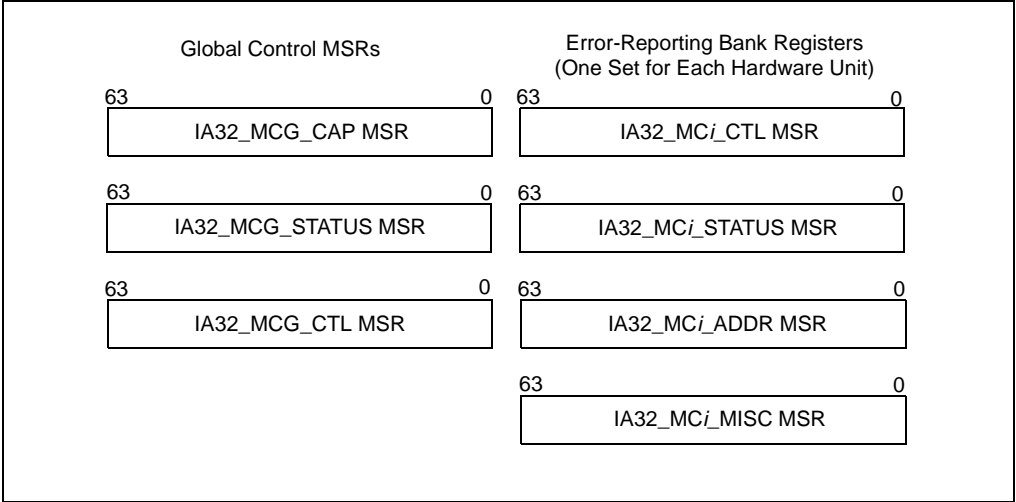 Global Control MSRs
Error-Reporting Bank Registers
(One Set for Each Hardware Unit)
63 0
IA32_MCG_CAP MSR
63 0
IA32_MCi_CTL MSR
63 0
IA32_MCG_STATUS MSR
63 0
IA32_MCi_STATUS MSR
63 0
IA32_MCG_CTL MSR
63 0
IA32_MCi_ADDR MSR
63 0
IA32_MCi_MISC MSR